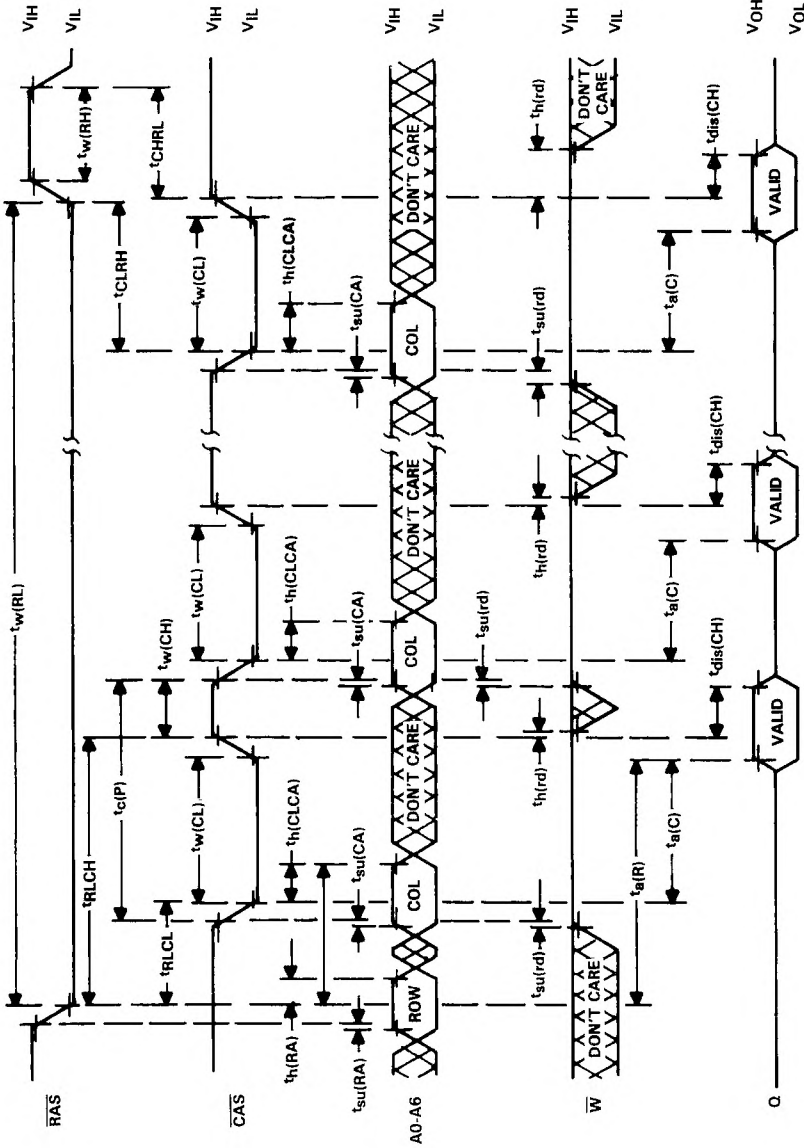 tw(RL)
RAS
VIH
VIL
tw(RH)
tCLRH
tCHRL
tRLCH
tc(P)
tw(CH)
tRLCL
tw(CL)
tw(CL)
tw(CL)
CAS
VIH
VIL
th(RA)
th(CLCA)
th(CLCA)
th(CLCA)
tsu(RA)
tsu(CA)
tsu(CA)
tsu(CA)
A0-A6
ROW
COL
DON'T CARE
COL
DON'T CARE
COL
DON'T CARE
VIH
VIL
tsu(rd)
th(rd)
tsu(rd)
th(rd)
tsu(rd)
th(rd)
W
DON'T CARE
DON'T
CARE
VIH
VIL
ta(R)
ta(C)
tdis(CH)
ta(C)
tdis(CH)
ta(C)
tdis(CH)
Q
VALID
VALID
VALID
VOH
VOL